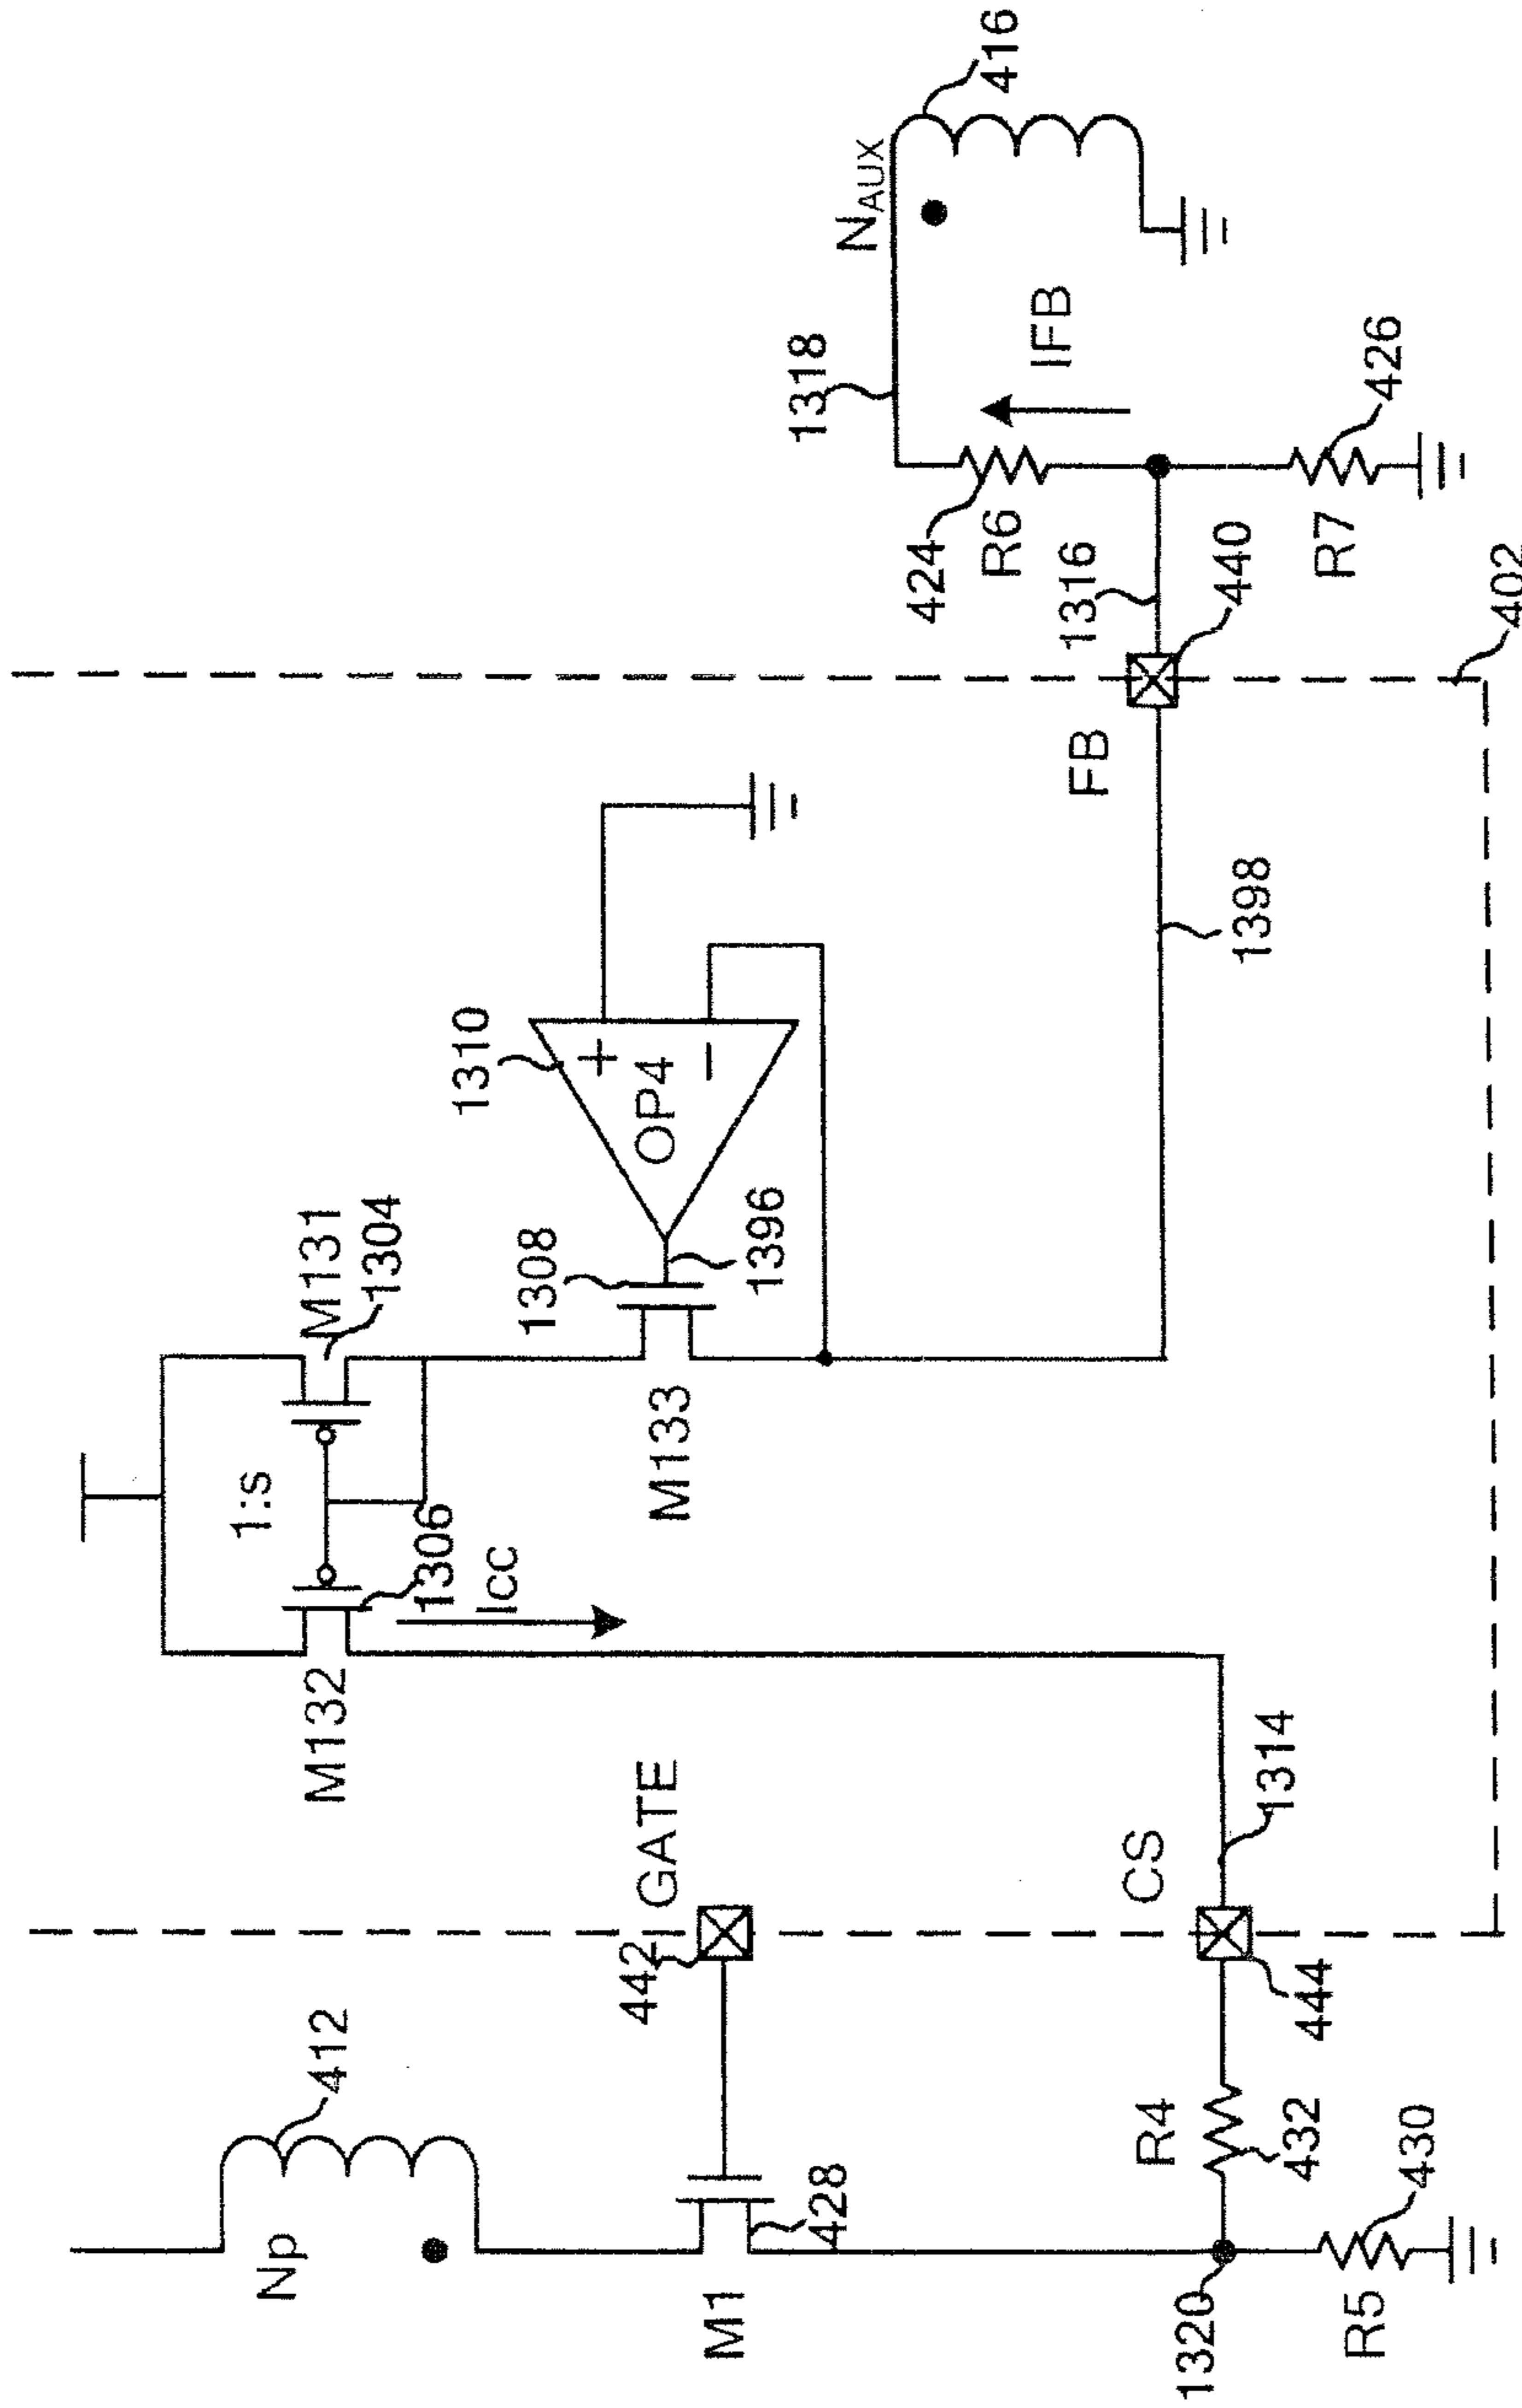 Np
412
M1
428
442
GATE
M132
1306
Icc
1:s
M131
1304
1308
M133
1396
1310
+
OP4
−
FB
440
1398
1316
424
R6
1318
IFB
NAUX
416
R7
426
402
1320
R5
430
R4
432
444
CS
1314